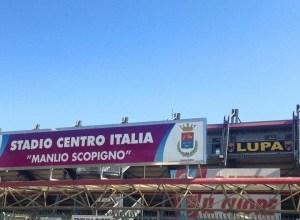 STADIO CENTRO ITALIA
"MANLIO SCOPIGNO"
LUPA